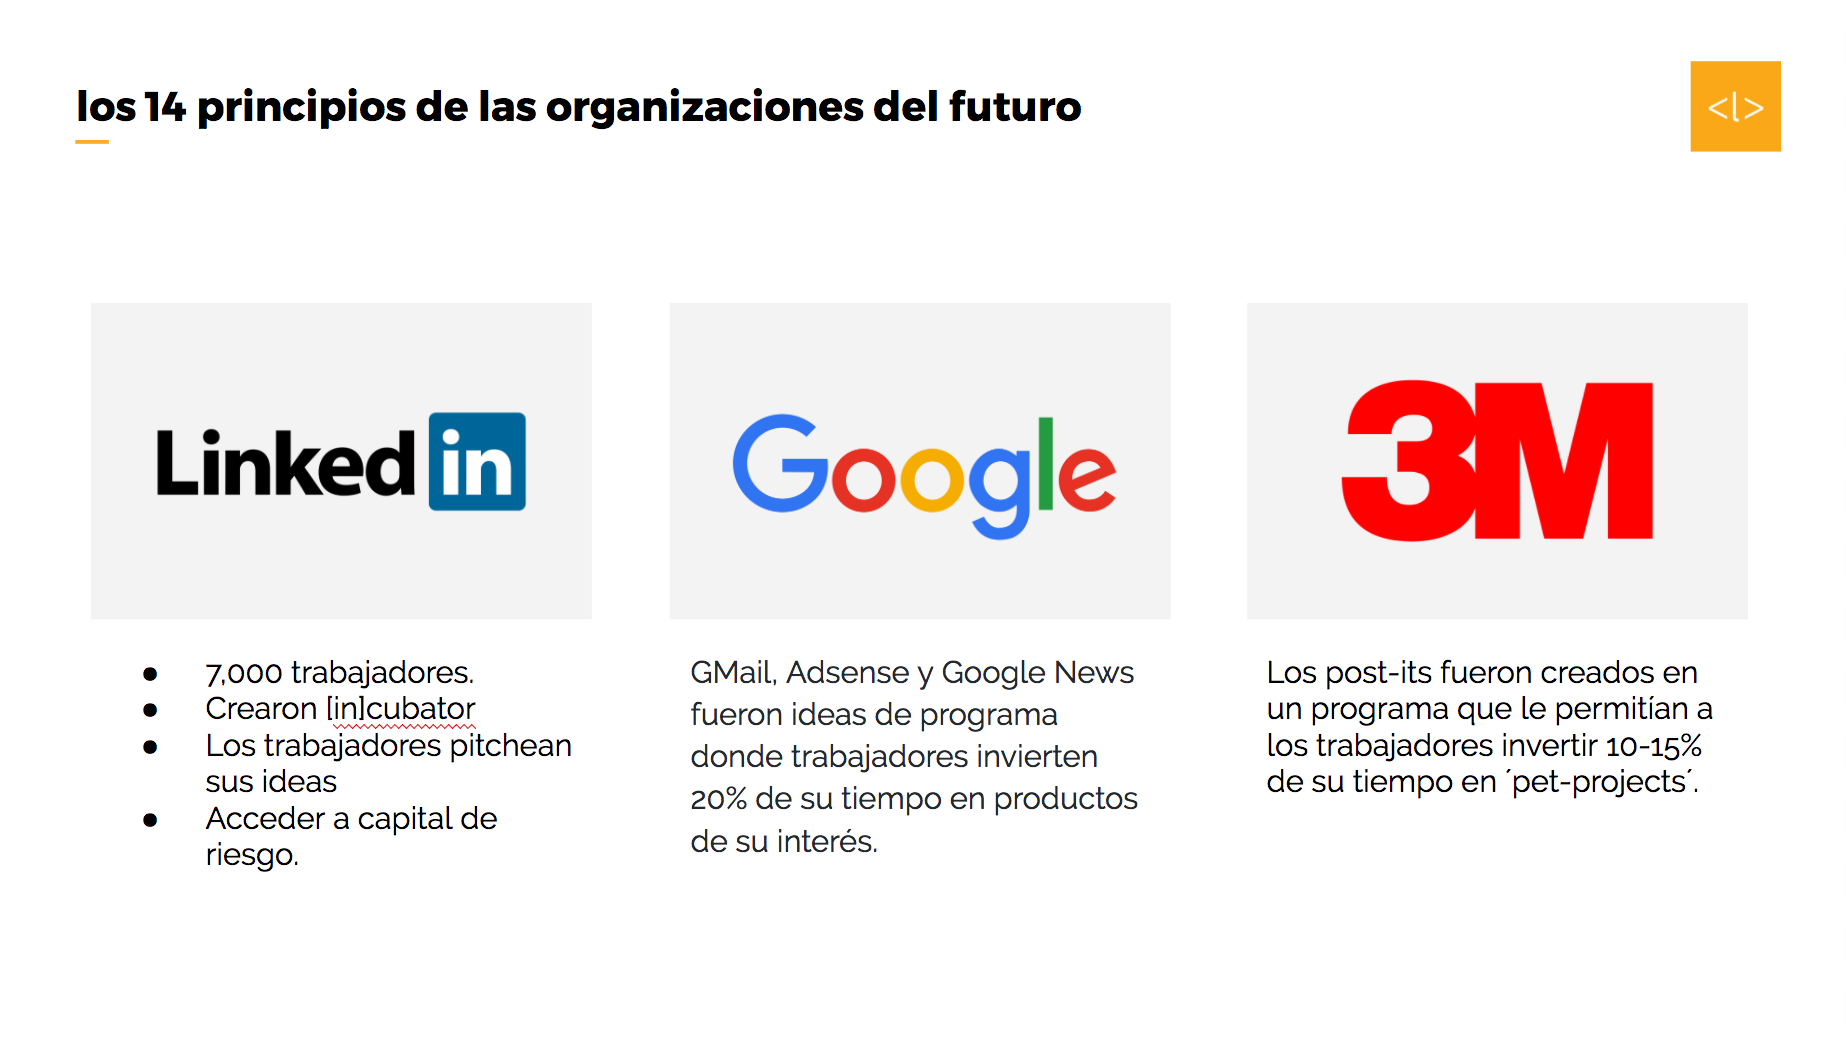 los 14 principios de las organizaciones del futuro
<l>
Linked in
Google
3M
● 7,000 trabajadores.
● Crearon [in]cubator
● Los trabajadores pitchean
sus ideas
● Acceder a capital de
riesgo.
GMail, Adsense y Google News
fueron ideas de programa
donde trabajadores invierten
20% de su tiempo en productos
de su interés.
Los post-its fueron creados en
un programa que le permitían a
los trabajadores invertir 10-15%
de su tiempo en ´pet-projects´.